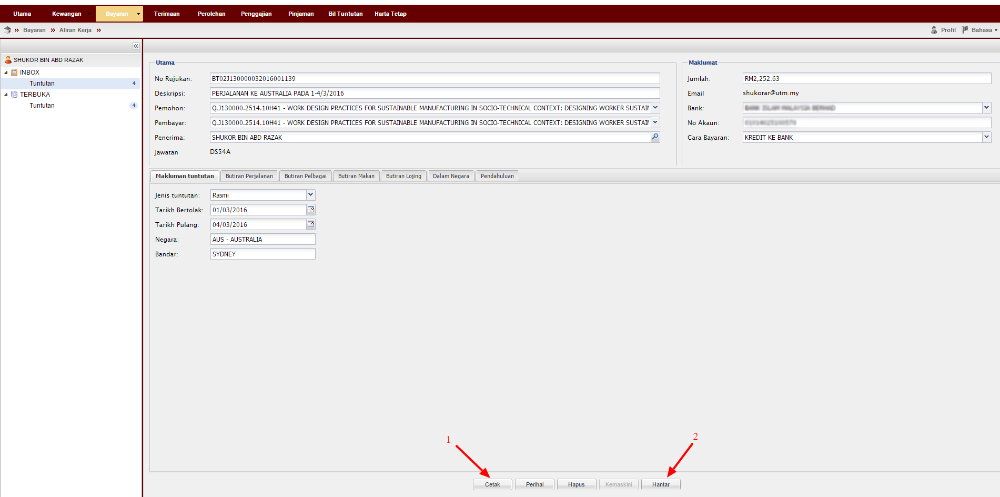 Utama Kewangan Bayaran Terimaan Perolehan Penggajian Pinjaman Bil Tuntutan Harta Tetap
Bayaran Aliran Kerja Profil Bahasa
SHUKOR BIN ABD RAZAK
INBOX
Tuntutan 4
TERBUKA
Tuntutan 4
Utama
No Rujukan: BT02J130000032016001139
Deskripsi: PERJALANAN KE AUSTRALIA PADA 1-4/3/2016
Pemohon: Q.J130000.2514.10H41 - WORK DESIGN PRACTICES FOR SUSTAINABLE MANUFACTURING IN SOCIO-TECHNICAL CONTEXT: DESIGNING WORKER SUSTAIN
Pembayar: Q.J130000.2514.10H41 - WORK DESIGN PRACTICES FOR SUSTAINABLE MANUFACTURING IN SOCIO-TECHNICAL CONTEXT: DESIGNING WORKER SUSTAIN
Penerima: SHUKOR BIN ABD RAZAK
Jawatan DS54A
Maklumat
Jumlah: RM2,252.63
Email shukorar@utm.my
Bank:
No Akaun:
Cara Bayaran: KREDIT KE BANK
Makluman tuntutan Butiran Perjalanan Butiran Pelbagai Butiran Makan Butiran Lojing Dalam Negara Pendahuluan
Jenis tuntutan: Rasmi
Tarikh Bertolak: 01/03/2016
Tarikh Pulang: 04/03/2016
Negara: AUS - AUSTRALIA
Bandar: SYDNEY
1
2
Cetak Perihal Hapus Kemaskini Hantar